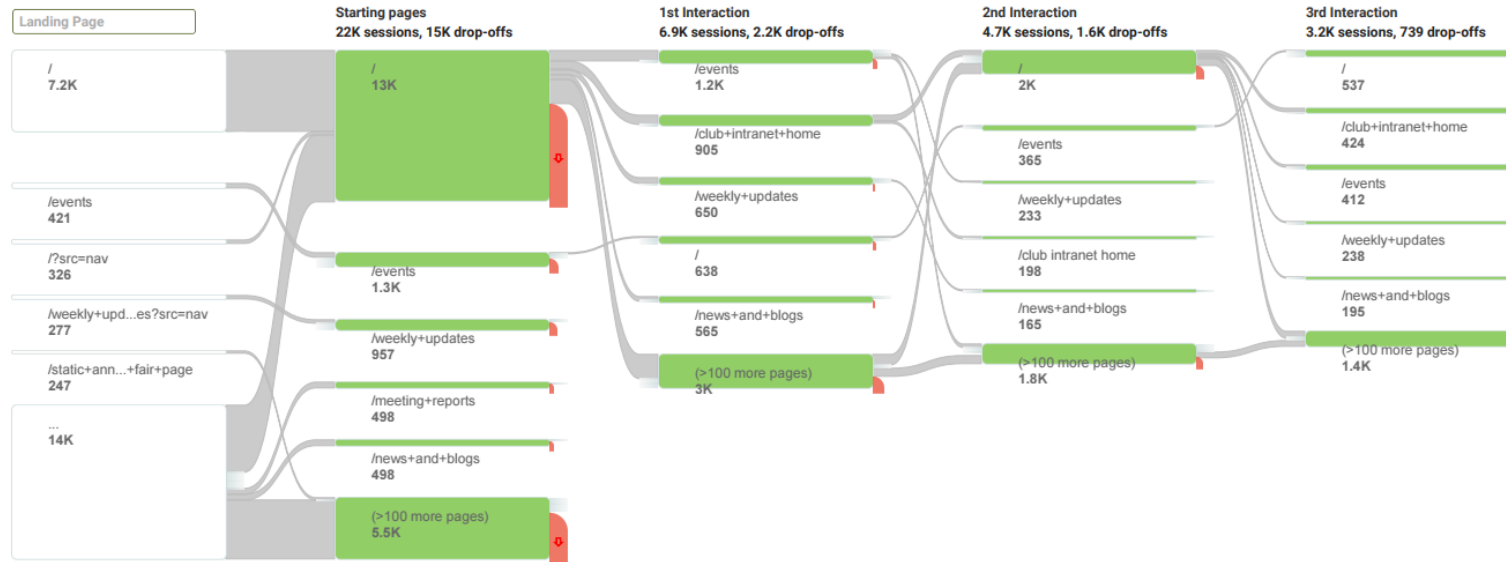 Landing Page
/
7.2K
/events
421
/?src=nav
326
/weekly+upd...es?src=nav
277
/static+ann...+fair+page
247
...
14K
Starting pages
22K sessions, 15K drop-offs
/
13K
/events
1.3K
/weekly+updates
957
/meeting+reports
498
/news+and+blogs
498
(>100 more pages)
5.5K
1st Interaction
6.9K sessions, 2.2K drop-offs
/events
1.2K
/club+intranet+home
905
/weekly+updates
650
/
638
/news+and+blogs
565
(>100 more pages)
3K
2nd Interaction
4.7K sessions, 1.6K drop-offs
/
2K
/events
365
/weekly+updates
233
/club intranet home
198
/news+and+blogs
165
(>100 more pages)
1.8K
3rd Interaction
3.2K sessions, 739 drop-offs
/
537
/club+intranet+home
424
/events
412
/weekly+updates
238
/news+and+blogs
195
(>100 more pages)
1.4K